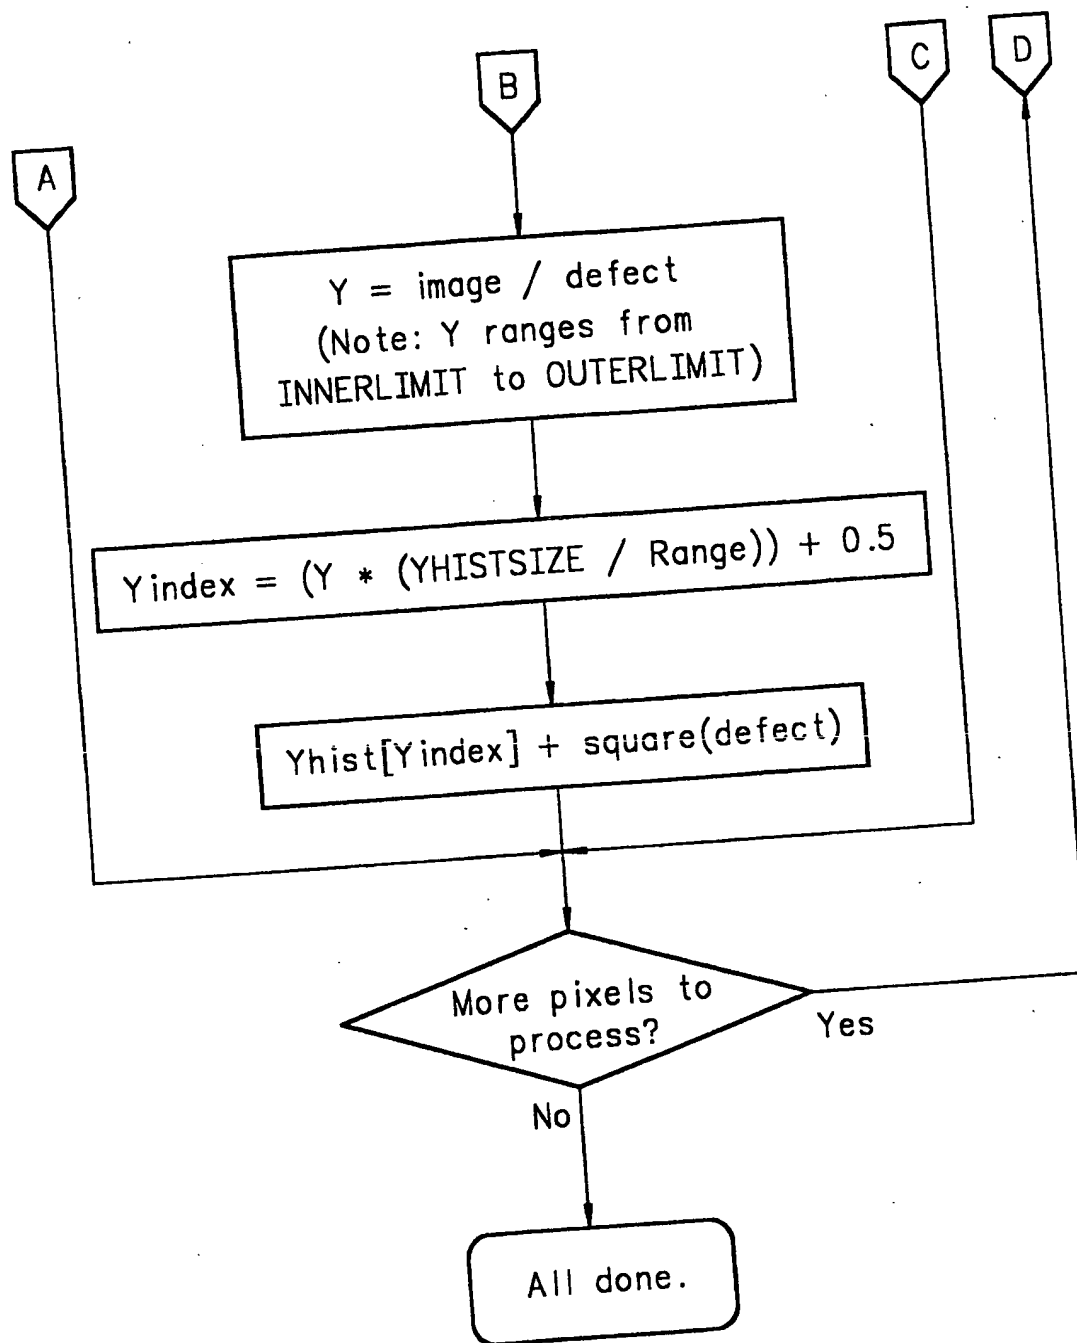 A
B
C
D
Y = image / defect
(Note: Y ranges from
INNERLIMIT to OUTERLIMIT)
Yindex = (Y * (YHISTSIZE / Range)) + 0.5
Yhist[Yindex] + square(defect)
More pixels to
process?
Yes
No
All done.